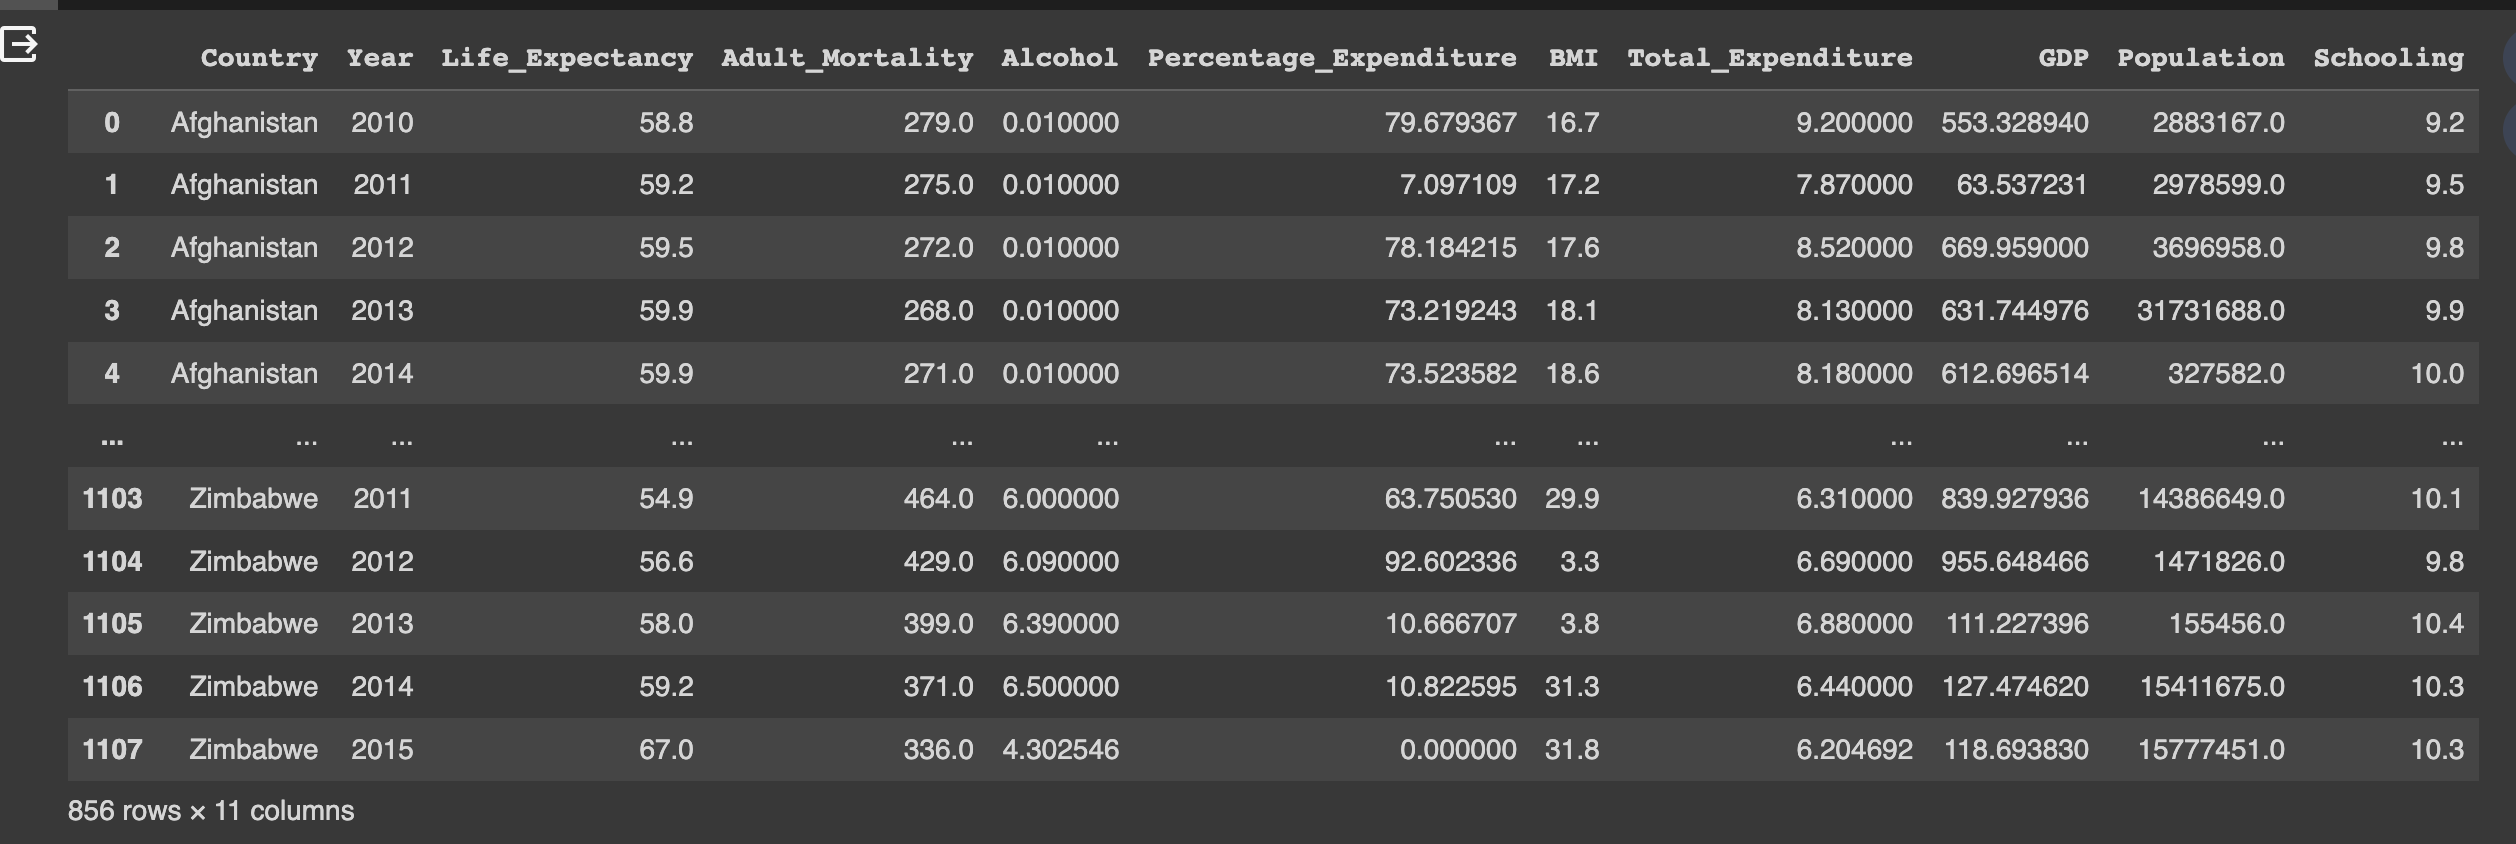 Country Year Life_Expectancy Adult_Mortality Alcohol Percentage_Expenditure BMI Total_Expenditure GDP Population Schooling
0 Afghanistan 2010 58.8 279.0 0.010000 79.679367 16.7 9.200000 553.328940 2883167.0 9.2
1 Afghanistan 2011 59.2 275.0 0.010000 7.097109 17.2 7.870000 63.537231 2978599.0 9.5
2 Afghanistan 2012 59.5 272.0 0.010000 78.184215 17.6 8.520000 669.959000 3696958.0 9.8
3 Afghanistan 2013 59.9 268.0 0.010000 73.219243 18.1 8.130000 631.744976 31731688.0 9.9
4 Afghanistan 2014 59.9 271.0 0.010000 73.523582 18.6 8.180000 612.696514 327582.0 10.0
... ... ... ... ... ... ... ... ... ... ... ...
1103 Zimbabwe 2011 54.9 464.0 6.000000 63.750530 29.9 6.310000 839.927936 14386649.0 10.1
1104 Zimbabwe 2012 56.6 429.0 6.090000 92.602336 3.3 6.690000 955.648466 1471826.0 9.8
1105 Zimbabwe 2013 58.0 399.0 6.390000 10.666707 3.8 6.880000 111.227396 155456.0 10.4
1106 Zimbabwe 2014 59.2 371.0 6.500000 10.822595 31.3 6.440000 127.474620 15411675.0 10.3
1107 Zimbabwe 2015 67.0 336.0 4.302546 0.000000 31.8 6.204692 118.693830 15777451.0 10.3
856 rows × 11 columns